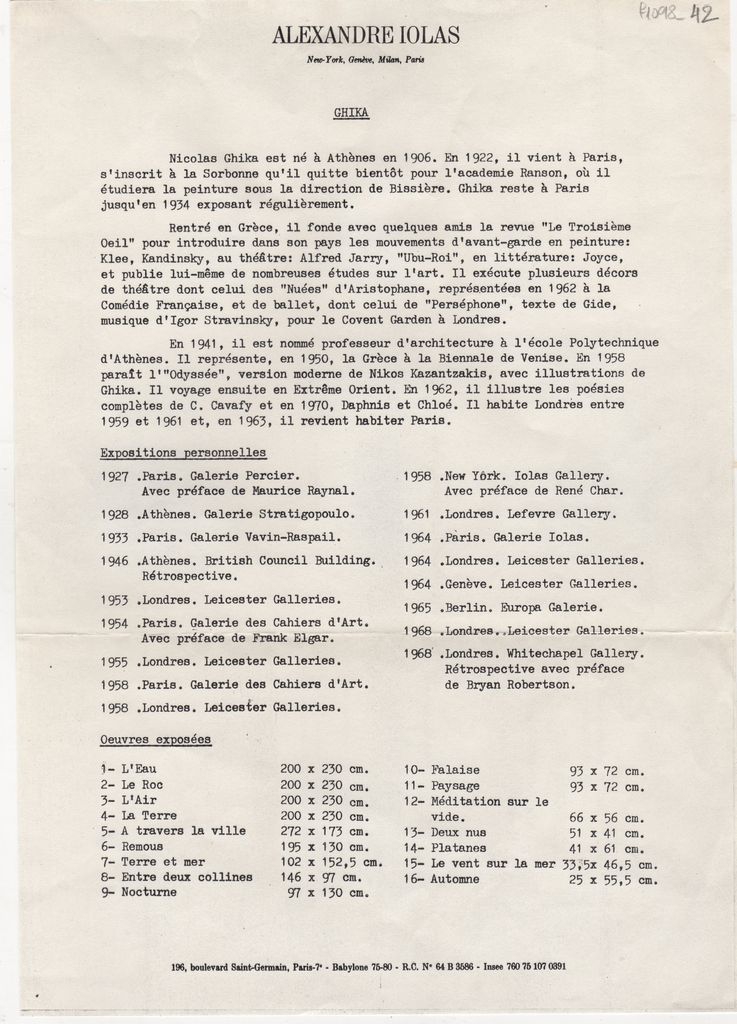 F1098_42
ALEXANDRE IOLAS
New-York, Genève, Milan, Paris
GHIKA
Nicolas Ghika est né à Athènes en 1906. En 1922, il vient à Paris,
s'inscrit à la Sorbonne qu'il quitte bientôt pour l'academie Ranson, où il
étudiera la peinture sous la direction de Bissière. Ghika reste à Paris
jusqu'en 1934 exposant régulièrement.
Rentré en Grèce, il fonde avec quelques amis la revue "Le Troisième
Oeil" pour introduire dans son pays les mouvements d'avant-garde en peinture:
Klee, Kandinsky, au théâtre: Alfred Jarry, "Ubu-Roi", en littérature: Joyce,
et publie lui-même de nombreuses études sur l'art. Il exécute plusieurs décors
de théâtre dont celui des "Nuées" d'Aristophane, représentées en 1962 à la
Comédie Française, et de ballet, dont celui de "Perséphone", texte de Gide,
musique d'Igor Stravinsky, pour le Covent Garden à Londres.
En 1941, il est nommé professeur d'architecture à l'école Polytechnique
d'Athènes. Il représente, en 1950, la Grèce à la Biennale de Venise. En 1958
paraît l'"Odyssée", version moderne de Nikos Kazantzakis, avec illustrations de
Ghika. Il voyage ensuite en Extrême Orient. En 1962, il illustre les poésies
complètes de C. Cavafy et en 1970, Daphnis et Chloé. Il habite Londres entre
1959 et 1961 et, en 1963, il revient habiter Paris.
Expositions personnelles
1927 .Paris. Galerie Percier.
Avec préface de Maurice Raynal.
1928 .Athènes. Galerie Stratigopoulo.
1933 .Paris. Galerie Vavin-Raspail.
1946 .Athènes. British Council Building.
Rétrospective.
1953 .Londres. Leicester Galleries.
1954 .Paris. Galerie des Cahiers d'Art.
Avec préface de Frank Elgar.
1955 .Londres. Leicester Galleries.
1958 .Paris. Galerie des Cahiers d'Art.
1958 .Londres. Leicester Galleries.
1958 .New York. Iolas Gallery.
Avec préface de René Char.
1961 .Londres. Lefevre Gallery.
1964 .Paris. Galerie Iolas.
1964 .Londres. Leicester Galleries.
1964 .Genève. Leicester Galleries.
1965 .Berlin. Europa Galerie.
1968 .Londres. Leicester Galleries.
1968 .Londres. Whitechapel Gallery.
Rétrospective avec préface
de Bryan Robertson.
Oeuvres exposées
1- L'Eau 200 x 230 cm.
2- Le Roc 200 x 230 cm.
3- L'Air 200 x 230 cm.
4- La Terre 200 x 230 cm.
5- A travers la ville 272 x 173 cm.
6- Remous 195 x 130 cm.
7- Terre et mer 102 x 152,5 cm.
8- Entre deux collines 146 x 97 cm.
9- Nocturne 97 x 130 cm.
10- Falaise 93 x 72 cm.
11- Paysage 93 x 72 cm.
12- Méditation sur le
vide. 66 x 56 cm.
13- Deux nus 51 x 41 cm.
14- Platanes 41 x 61 cm.
15- Le vent sur la mer 33,5x 46,5 cm.
16- Automne 25 x 55,5 cm.
196, boulevard Saint-Germain, Paris-7e - Babylone 75-80 - R.C. N° 64 B 3586 - Insee 760 75 107 0391